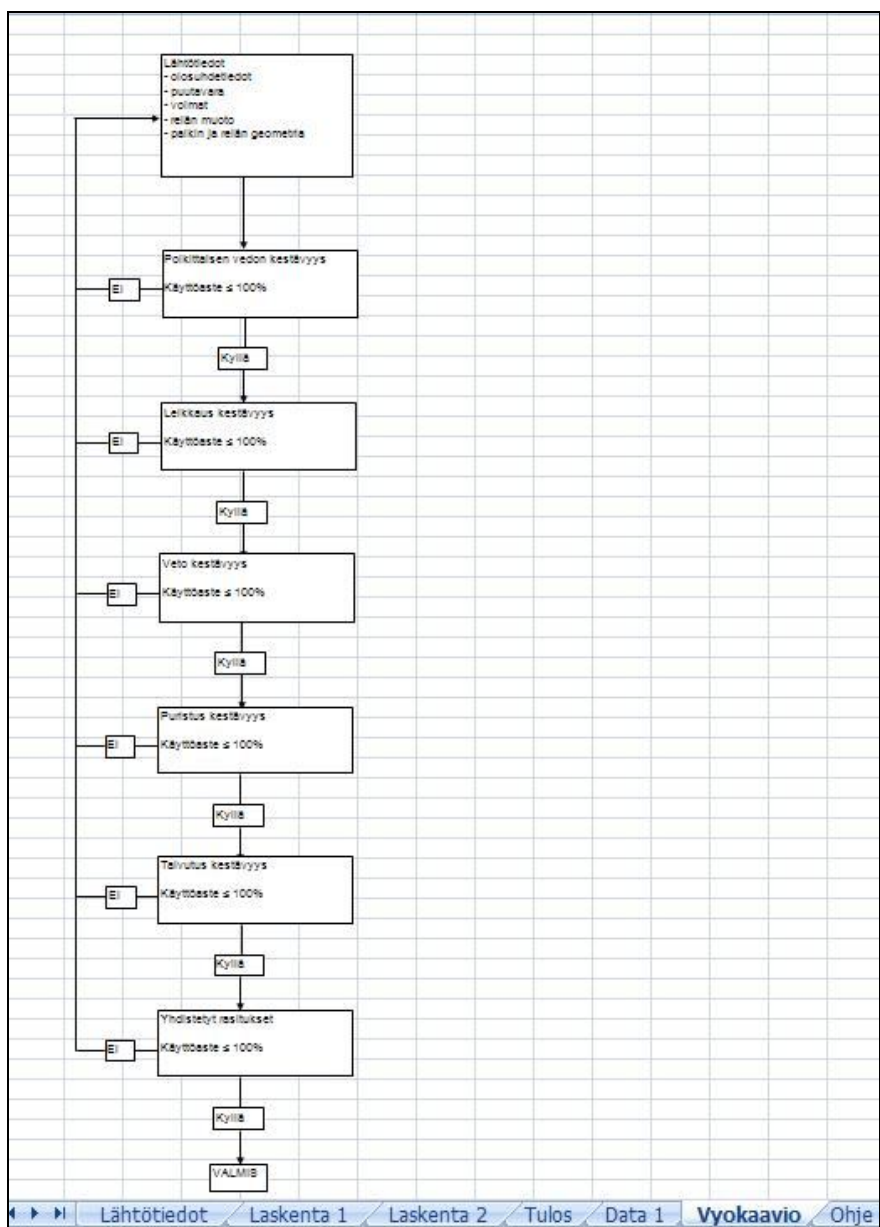 Lähtötiedot
- olosuhdetiedot
- puutavara
- voimat
- reiän muoto
- palkin ja reiän geometria
Poikittaisen vedon kestävyys
EI
Käyttöaste ≤ 100%
Kyllä
Leikkaus kestävyys
EI
Käyttöaste ≤ 100%
Kyllä
Veto kestävyys
EI
Käyttöaste ≤ 100%
Kyllä
Puristus kestävyys
EI
Käyttöaste ≤ 100%
Kyllä
Taivutus kestävyys
EI
Käyttöaste ≤ 100%
Kyllä
Yhdistetyt rasitukset
EI
Käyttöaste ≤ 100%
Kyllä
VALMIS
Lähtötiedot Laskenta 1 Laskenta 2 Tulos Data 1 Vyokaavio Ohje